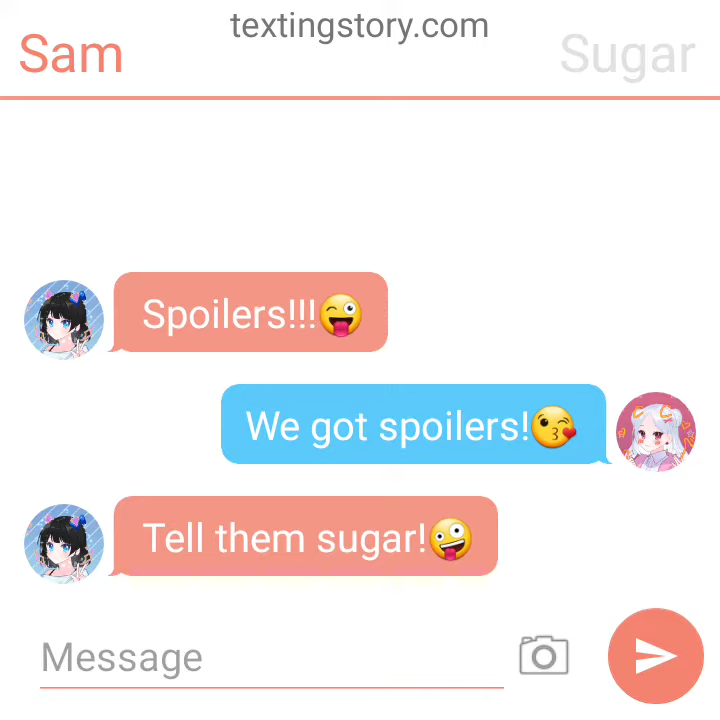 textingstory.com
Sam
Sugar
Spoilers!!!😜
We got spoilers!😘
Tell them sugar!🤪
Message